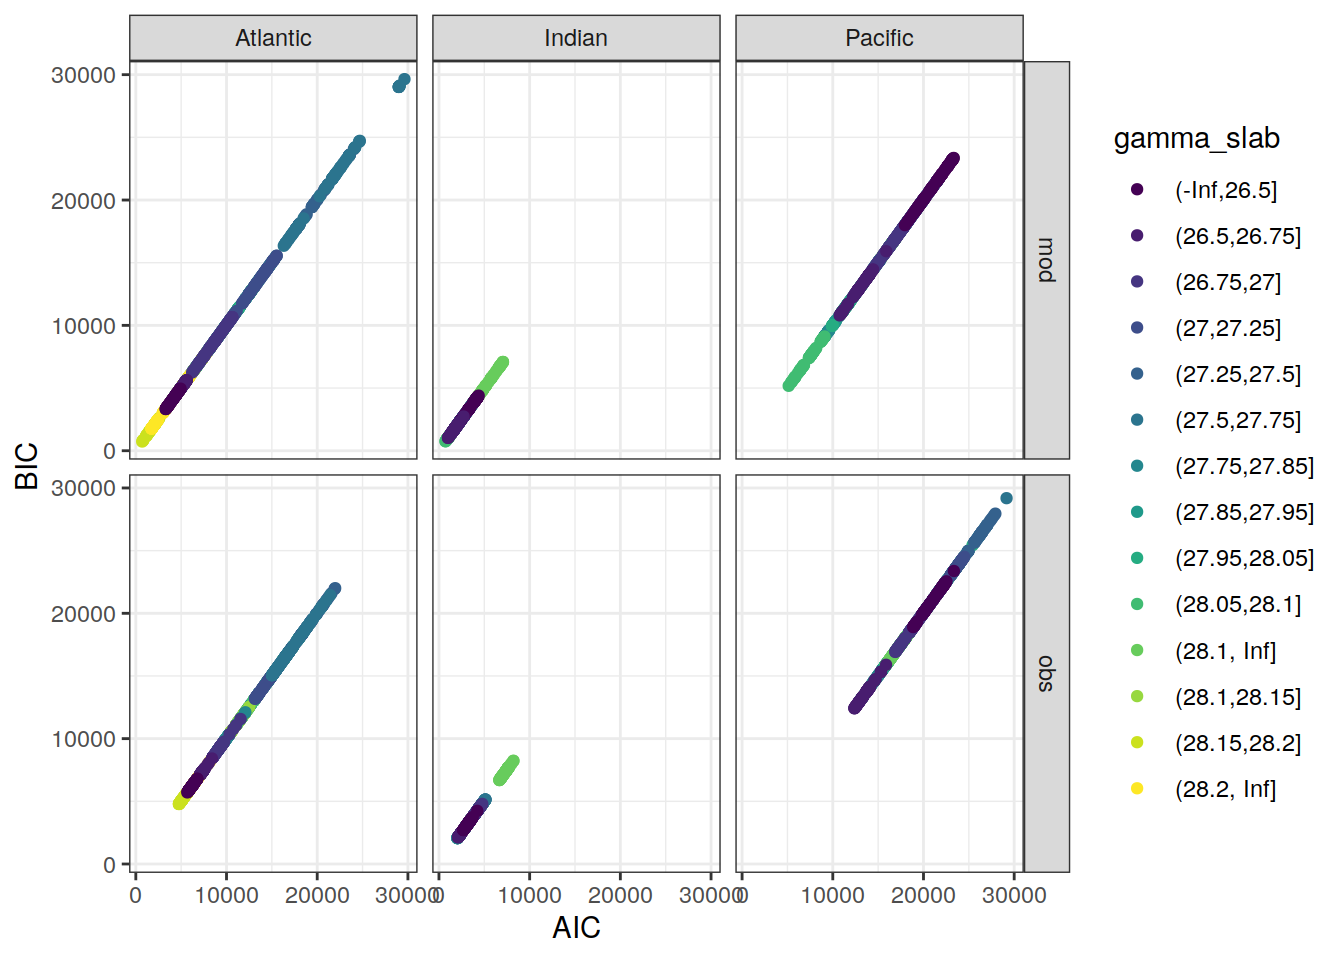 Atlantic
Indian
Pacific
30000
20000
10000
0
mod
30000
20000
10000
0
obs
BIC
0
10000
20000
30000
0
10000
20000
30000
0
10000
20000
30000
AIC
gamma_slab
(-Inf,26.5]
(26.5,26.75]
(26.75,27]
(27,27.25]
(27.25,27.5]
(27.5,27.75]
(27.75,27.85]
(27.85,27.95]
(27.95,28.05]
(28.05,28.1]
(28.1, Inf]
(28.1,28.15]
(28.15,28.2]
(28.2, Inf]